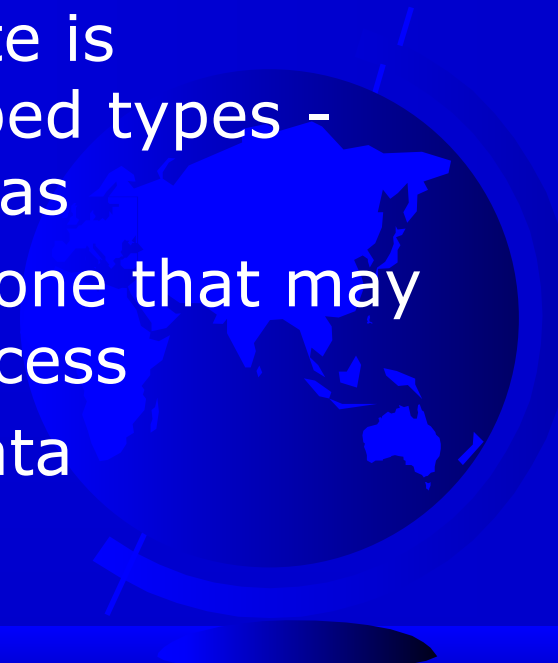 te is
ped types -
as
one that may
cess
ata